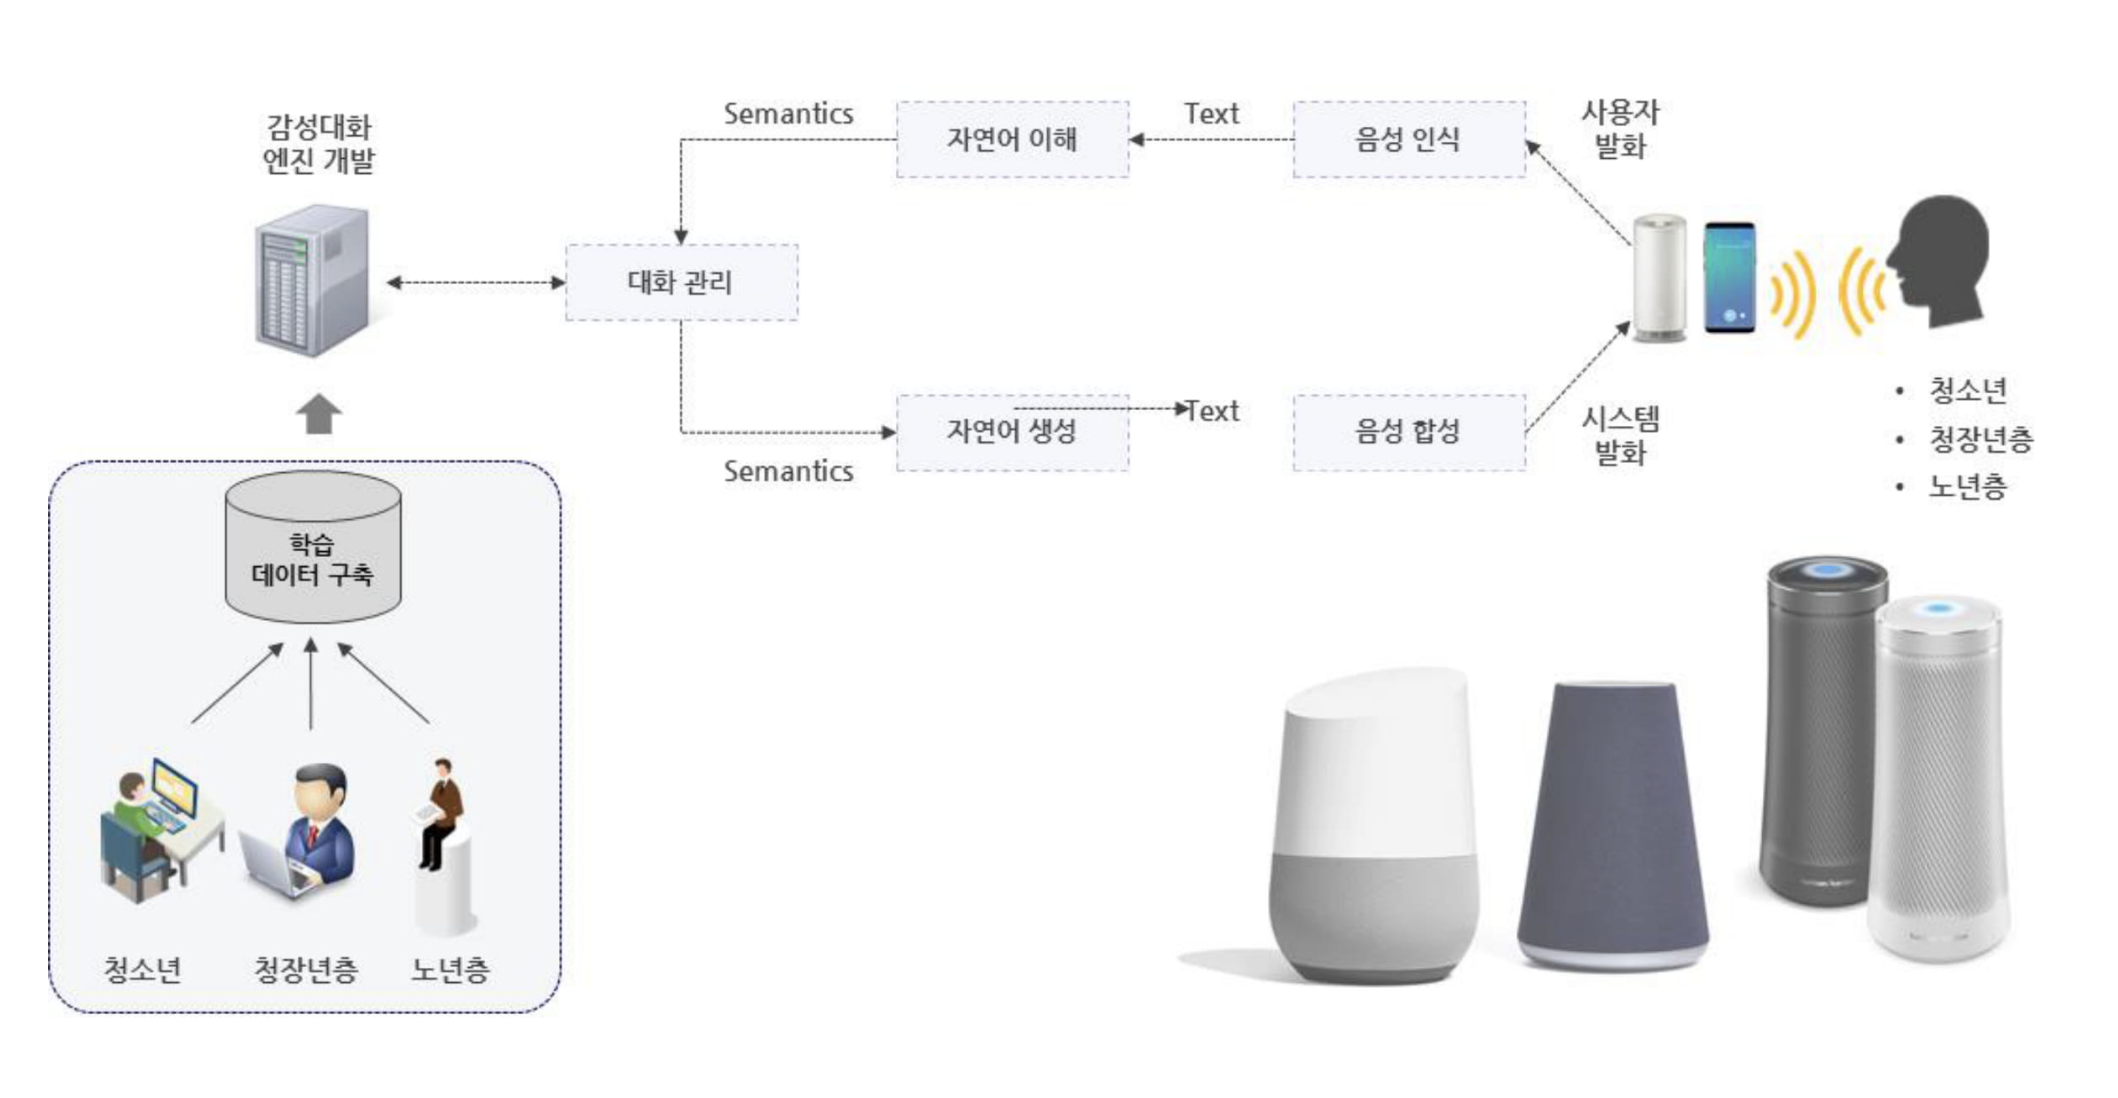 감성대화
엔진 개발
Semantics
자연어 이해
Text
음성 인식
사용자
발화
대화 관리
Semantics
자연어 생성
Text
음성 합성
시스템
발화
• 청소년
• 청장년층
• 노년층
학습
데이터 구축
청소년
청장년층
노년층